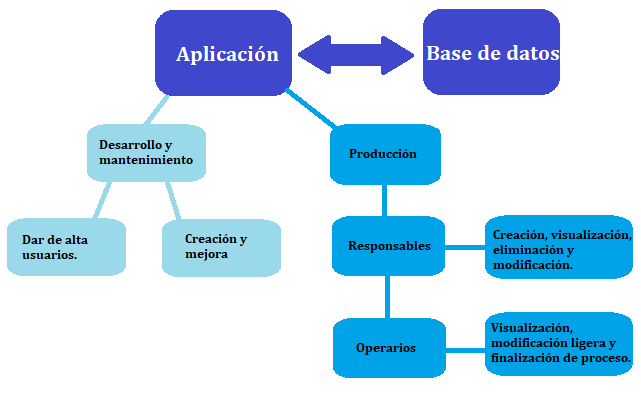 Aplicación
Base de datos
Desarrollo y
mantenimiento
Producción
Dar de alta
usuarios.
Creación y
mejora
Responsables
Creación, visualización,
eliminación y
modificación.
Operarios
Visualización,
modificación ligera y
finalización de proceso.